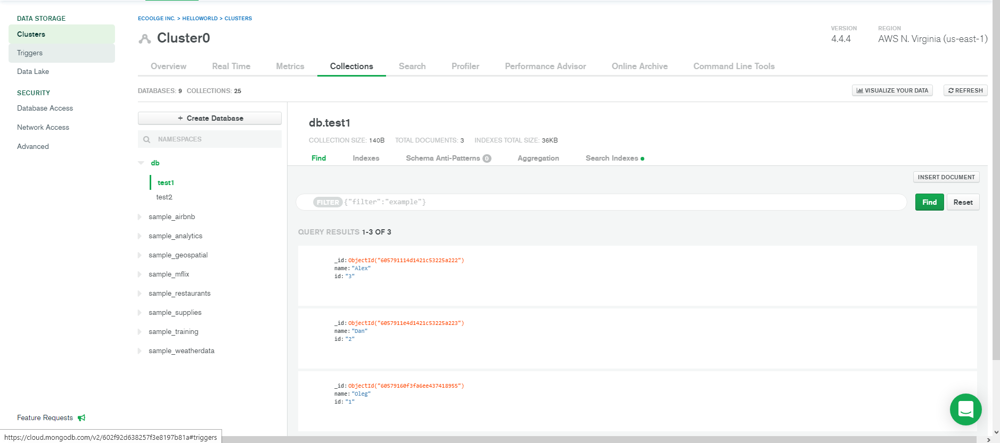 DATA STORAGE
Clusters
Triggers
Data Lake
SECURITY
Database Access
Network Access
Advanced
Feature Requests
https://cloud.mongodb.com/v2/602f92d638257f3e8197b81a#triggers
ECOOLGE INC. > HELLOWORLD > CLUSTERS
Cluster0
VERSION
4.4.4
REGION
AWS N. Virginia (us-east-1)
Overview Real Time Metrics Collections Search Profiler Performance Advisor Online Archive Command Line Tools
DATABASES: 9 COLLECTIONS: 25
VISUALIZE YOUR DATA
REFRESH
+ Create Database
NAMESPACES
db
test1
test2
sample_airbnb
sample_analytics
sample_geospatial
sample_mflix
sample_restaurants
sample_supplies
sample_training
sample_weatherdata
db.test1
COLLECTION SIZE: 140B TOTAL DOCUMENTS: 3 INDEXES TOTAL SIZE: 36KB
Find Indexes Schema Anti-Patterns 0 Aggregation Search Indexes
INSERT DOCUMENT
FILTER {"filter":"example"}
Find
Reset
QUERY RESULTS 1-3 OF 3
_id: ObjectId("605791114d1421c53225a222")
name: "Alex"
id: "3"
_id: ObjectId("6057911e4d1421c53225a223")
name: "Dan"
id: "2"
_id: ObjectId("60579160f3fa6ee437418955")
name: "Oleg"
id: "1"